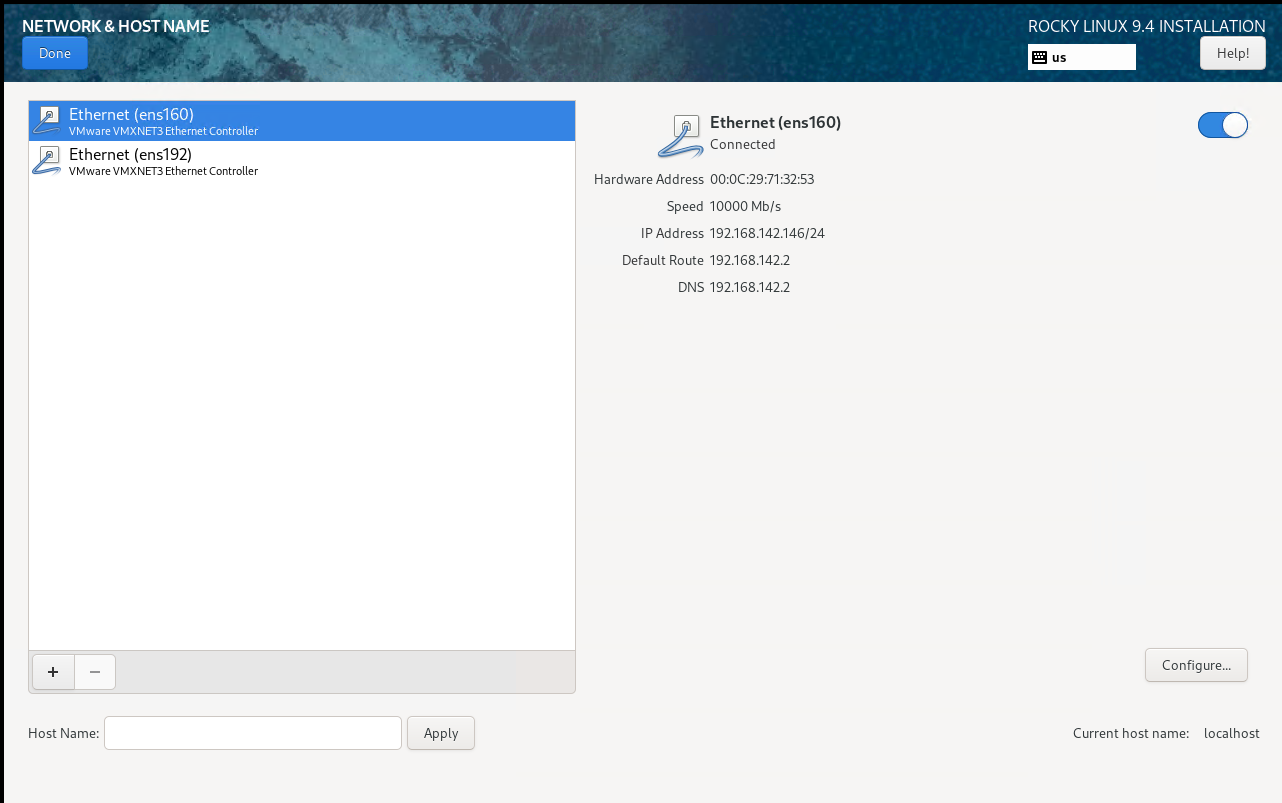 NETWORK & HOST NAME
Done
ROCKY LINUX 9.4 INSTALLATION
us
Help!
Ethernet (ens160)
VMware VMXNET3 Ethernet Controller
Ethernet (ens192)
VMware VMXNET3 Ethernet Controller
Ethernet (ens160)
Connected
Hardware Address 00:0C:29:71:32:53
Speed 10000 Mb/s
IP Address 192.168.142.146/24
Default Route 192.168.142.2
DNS 192.168.142.2
+ −
Configure...
Host Name:
Apply
Current host name: localhost